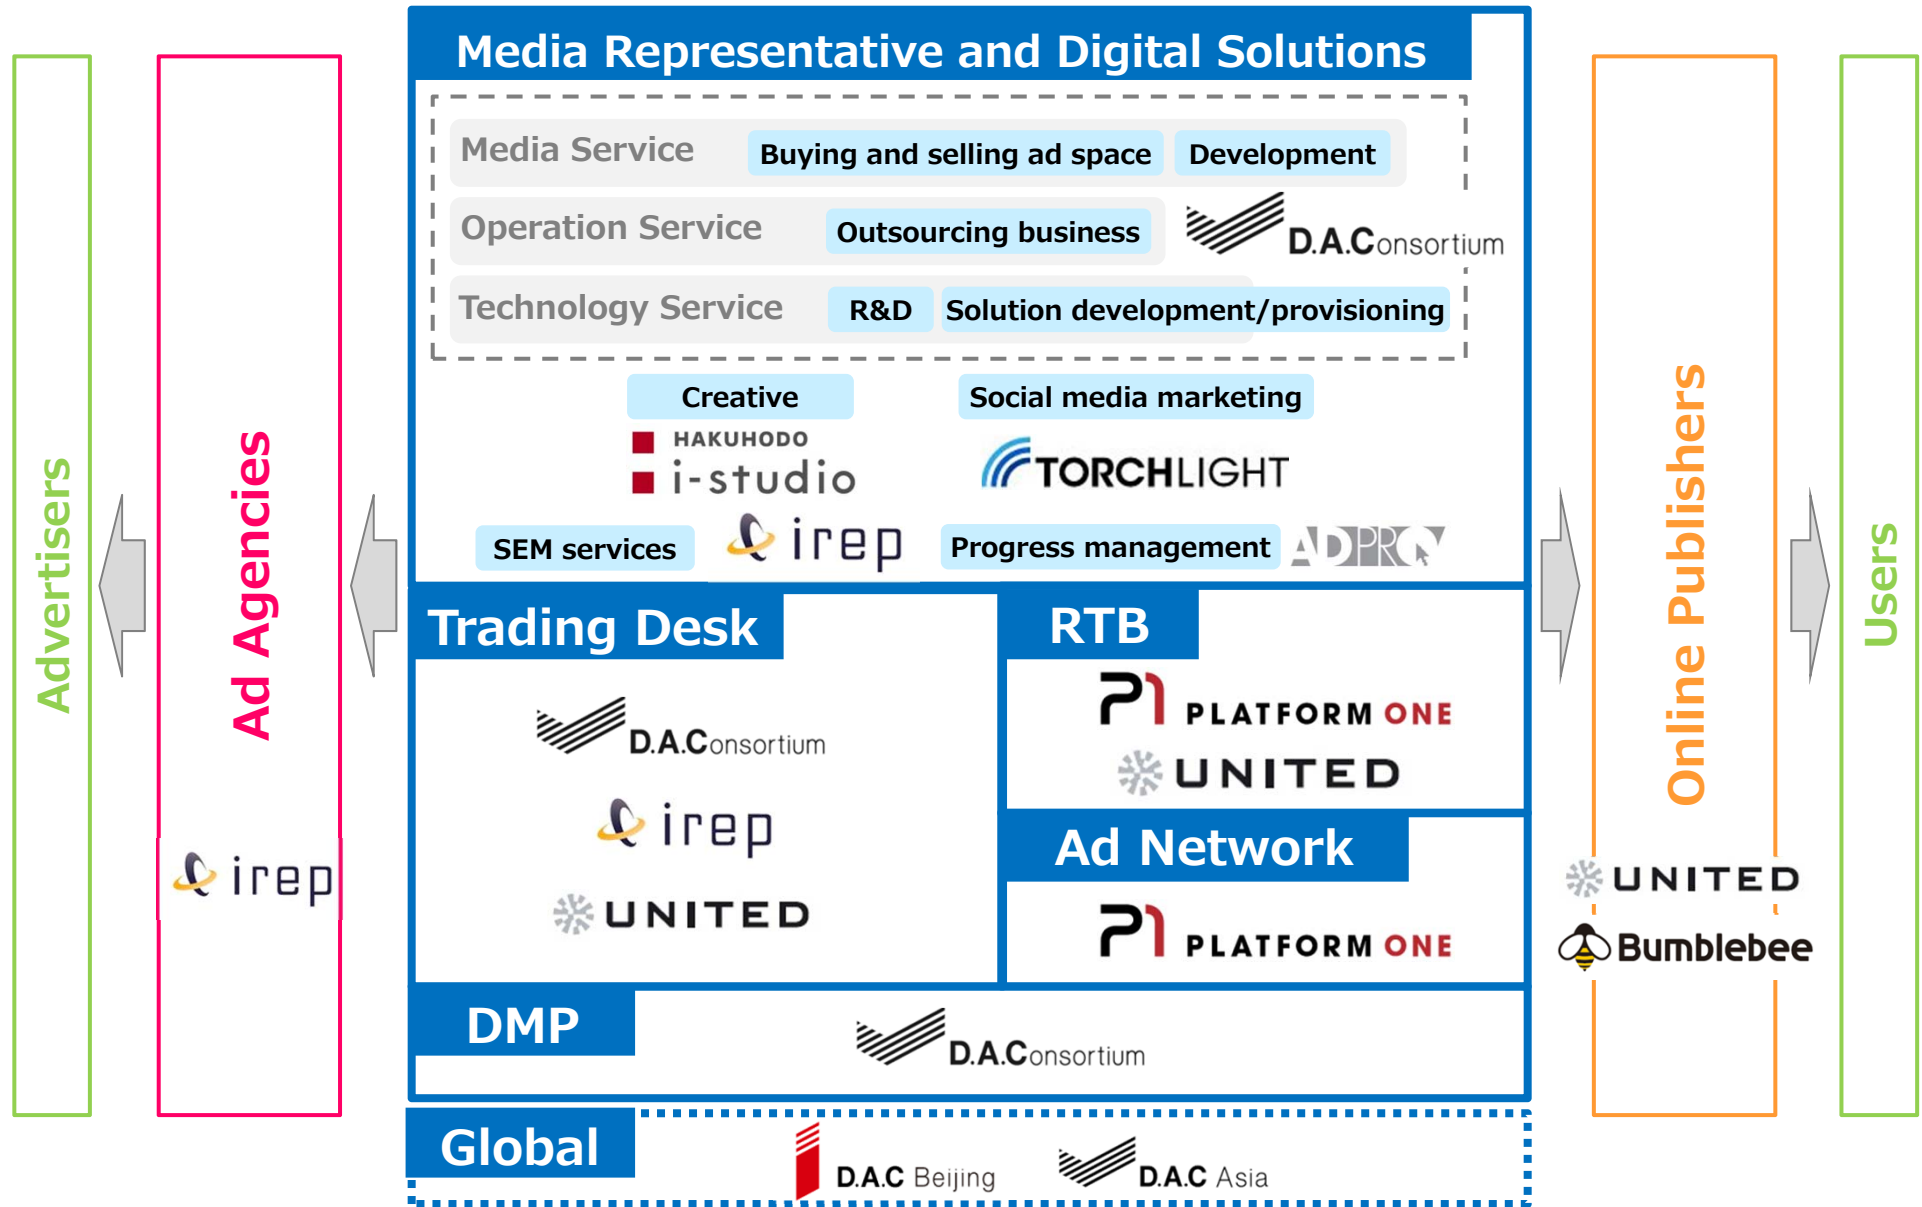 Media Representative and Digital Solutions
Media Service
Buying and selling ad space
Development
Operation Service
Outsourcing business
D.A.Consortium
Technology Service
R&D
Solution development/provisioning
Creative
Social media marketing
HAKUHODO
i-studio
TORCHLIGHT
SEM services
irep
Progress management
ADPRO
Advertisers
Ad Agencies
irep
Trading Desk
D.A.Consortium
irep
UNITED
RTB
P1 PLATFORM ONE
UNITED
Ad Network
P1 PLATFORM ONE
DMP
D.A.Consortium
Global
D.A.C Beijing
D.A.C Asia
Online Publishers
UNITED
Bumblebee
Users